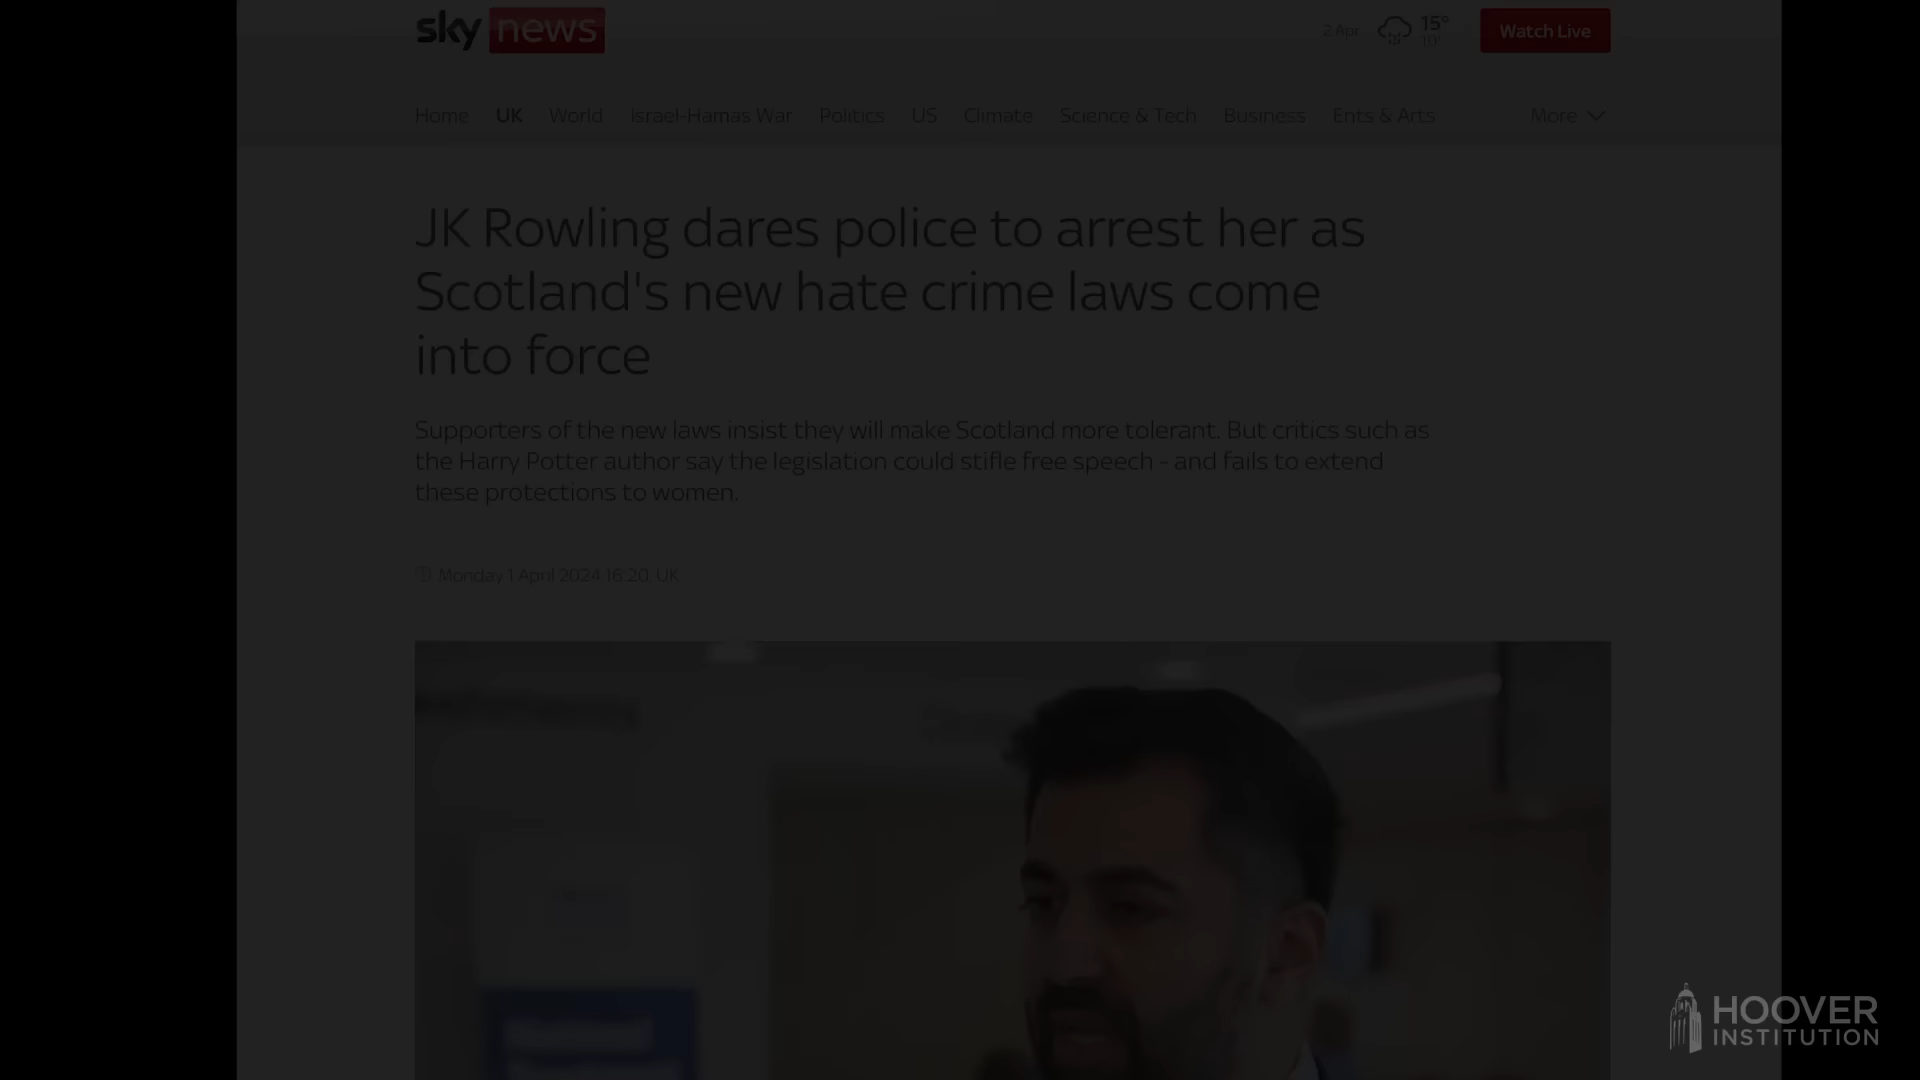 sky news
2 Apr
15°
10°
Watch Live
Home UK World Israel-Hamas War Politics US Climate Science & Tech Business Ents & Arts More
JK Rowling dares police to arrest her as
Scotland's new hate crime laws come
into force
Supporters of the new laws insist they will make Scotland more tolerant. But critics such as
the Harry Potter author say the legislation could stifle free speech - and fails to extend
these protections to women.
Monday 1 April 2024 16:20, UK
HOOVER
INSTITUTION